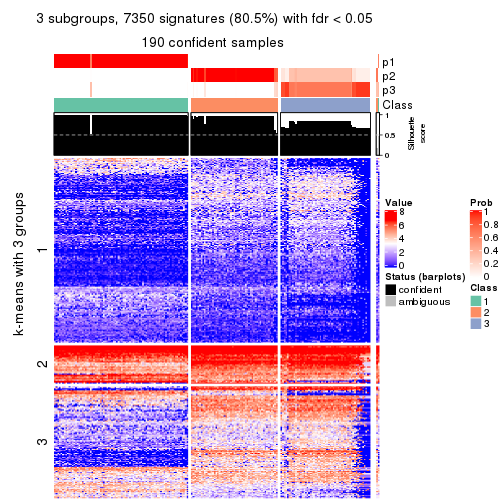 3 subgroups, 7350 signatures (80.5%) with fdr < 0.05
190 confident samples
p1
p2
p3
Class
1
0.5
0
Silhouette
score
k-means with 3 groups
1
2
3
Value
8
6
4
2
0
Status (barplots)
confident
ambiguous
Prob
1
0.8
0.6
0.4
0.2
0
Class
1
2
3